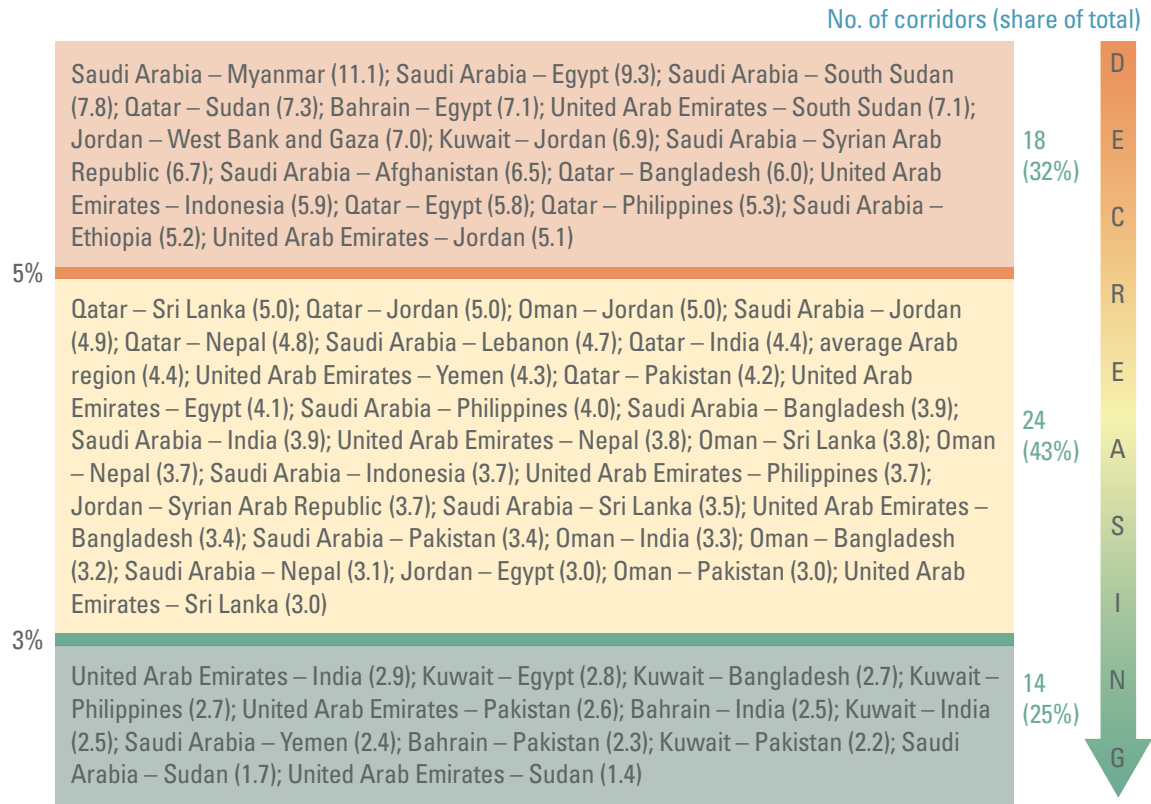 No. of corridors (share of total)
Saudi Arabia – Myanmar (11.1); Saudi Arabia – Egypt (9.3); Saudi Arabia – South Sudan
(7.8); Qatar – Sudan (7.3); Bahrain – Egypt (7.1); United Arab Emirates – South Sudan (7.1);
Jordan – West Bank and Gaza (7.0); Kuwait – Jordan (6.9); Saudi Arabia – Syrian Arab
Republic (6.7); Saudi Arabia – Afghanistan (6.5); Qatar – Bangladesh (6.0); United Arab
Emirates – Indonesia (5.9); Qatar – Egypt (5.8); Qatar – Philippines (5.3); Saudi Arabia –
Ethiopia (5.2); United Arab Emirates – Jordan (5.1)
18
(32%)
5%
Qatar – Sri Lanka (5.0); Qatar – Jordan (5.0); Oman – Jordan (5.0); Saudi Arabia – Jordan
(4.9); Qatar – Nepal (4.8); Saudi Arabia – Lebanon (4.7); Qatar – India (4.4); average Arab
region (4.4); United Arab Emirates – Yemen (4.3); Qatar – Pakistan (4.2); United Arab
Emirates – Egypt (4.1); Saudi Arabia – Philippines (4.0); Saudi Arabia – Bangladesh (3.9);
Saudi Arabia – India (3.9); United Arab Emirates – Nepal (3.8); Oman – Sri Lanka (3.8); Oman
– Nepal (3.7); Saudi Arabia – Indonesia (3.7); United Arab Emirates – Philippines (3.7);
Jordan – Syrian Arab Republic (3.7); Saudi Arabia – Sri Lanka (3.5); United Arab Emirates –
Bangladesh (3.4); Saudi Arabia – Pakistan (3.4); Oman – India (3.3); Oman – Bangladesh
(3.2); Saudi Arabia – Nepal (3.1); Jordan – Egypt (3.0); Oman – Pakistan (3.0); United Arab
Emirates – Sri Lanka (3.0)
24
(43%)
3%
United Arab Emirates – India (2.9); Kuwait – Egypt (2.8); Kuwait – Bangladesh (2.7); Kuwait –
Philippines (2.7); United Arab Emirates – Pakistan (2.6); Bahrain – India (2.5); Kuwait – India
(2.5); Saudi Arabia – Yemen (2.4); Bahrain – Pakistan (2.3); Kuwait – Pakistan (2.2); Saudi
Arabia – Sudan (1.7); United Arab Emirates – Sudan (1.4)
14
(25%)
D
E
C
R
E
A
S
I
N
G